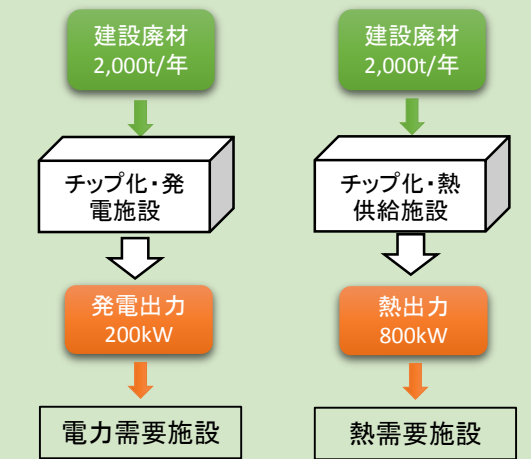 建設廃材
2,000t/年
チップ化・発
電施設
発電出力
200kW
電力需要施設
建設廃材
2,000t/年
チップ化・熱
供給施設
熱出力
800kW
熱需要施設